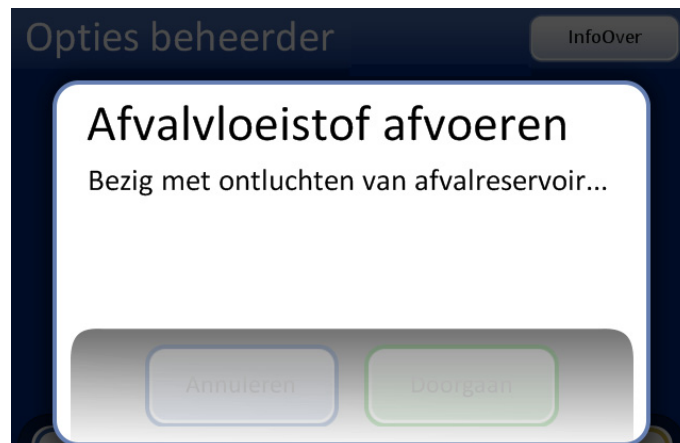 Opties beheerder
InfoOver
Afvalvloeistof afvoeren
Bezig met ontluchten van afvalreservoir...
Annuleren
Doorgaan